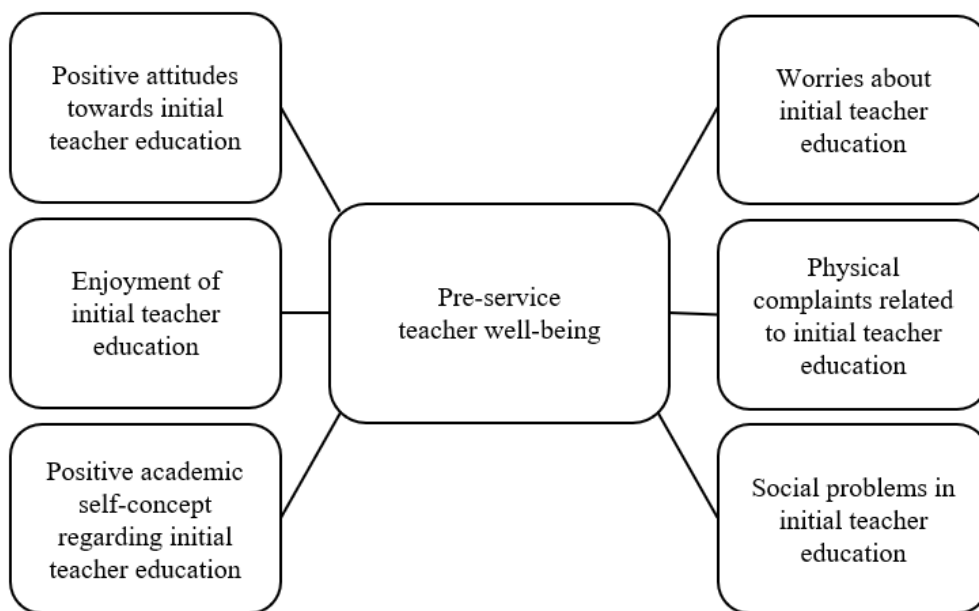 Positive attitudes
towards initial
teacher education
Enjoyment of
initial teacher
education
Positive academic
self-concept
regarding initial
teacher education
Pre-service
teacher well-being
Worries about
initial teacher
education
Physical
complaints related
to initial teacher
education
Social problems in
initial teacher
education